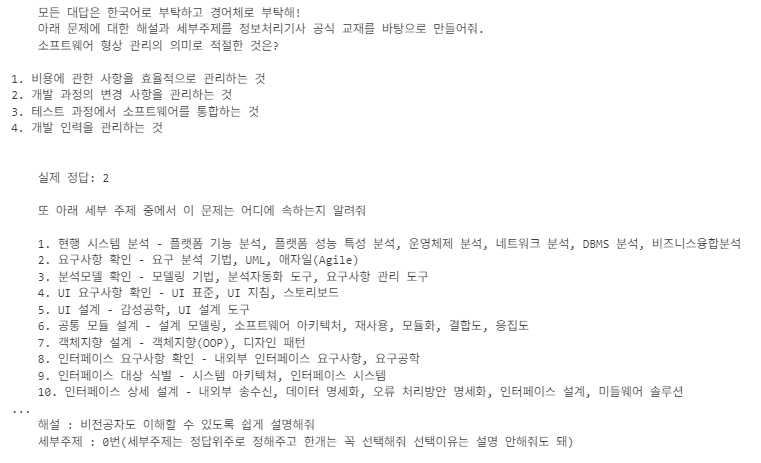 모든 대답은 한국어로 부탁하고 경어체로 부탁해!
아래 문제에 대한 해설과 세부주제를 정보처리기사 공식 교재를 바탕으로 만들어줘.
소프트웨어 형상 관리의 의미로 적절한 것은?
1. 비용에 관한 사항을 효율적으로 관리하는 것
2. 개발 과정의 변경 사항을 관리하는 것
3. 테스트 과정에서 소프트웨어를 통합하는 것
4. 개발 인력을 관리하는 것
실제 정답: 2
또 아래 세부 주제 중에서 이 문제는 어디에 속하는지 알려줘
1. 현행 시스템 분석 - 플랫폼 기능 분석, 플랫폼 성능 특성 분석, 운영체제 분석, 네트워크 분석, DBMS 분석, 비즈니스융합분석
2. 요구사항 확인 - 요구 분석 기법, UML, 애자일(Agile)
3. 분석모델 확인 - 모델링 기법, 분석자동화 도구, 요구사항 관리 도구
4. UI 요구사항 확인 - UI 표준, UI 지침, 스토리보드
5. UI 설계 - 감성공학, UI 설계 도구
6. 공통 모듈 설계 - 설계 모델링, 소프트웨어 아키텍처, 재사용, 모듈화, 결합도, 응집도
7. 객체지향 설계 - 객체지향(OOP), 디자인 패턴
8. 인터페이스 요구사항 확인 - 내외부 인터페이스 요구사항, 요구공학
9. 인터페이스 대상 식별 - 시스템 아키텍쳐, 인터페이스 시스템
10. 인터페이스 상세 설계 - 내외부 송수신, 데이터 명세화, 오류 처리방안 명세화, 인터페이스 설계, 미들웨어 솔루션
...
해설 : 비전공자도 이해할 수 있도록 쉽게 설명해줘
세부주제 : 0번(세부주제는 정답위주로 정해주고 한개는 꼭 선택해줘 선택이유는 설명 안해줘도 돼)